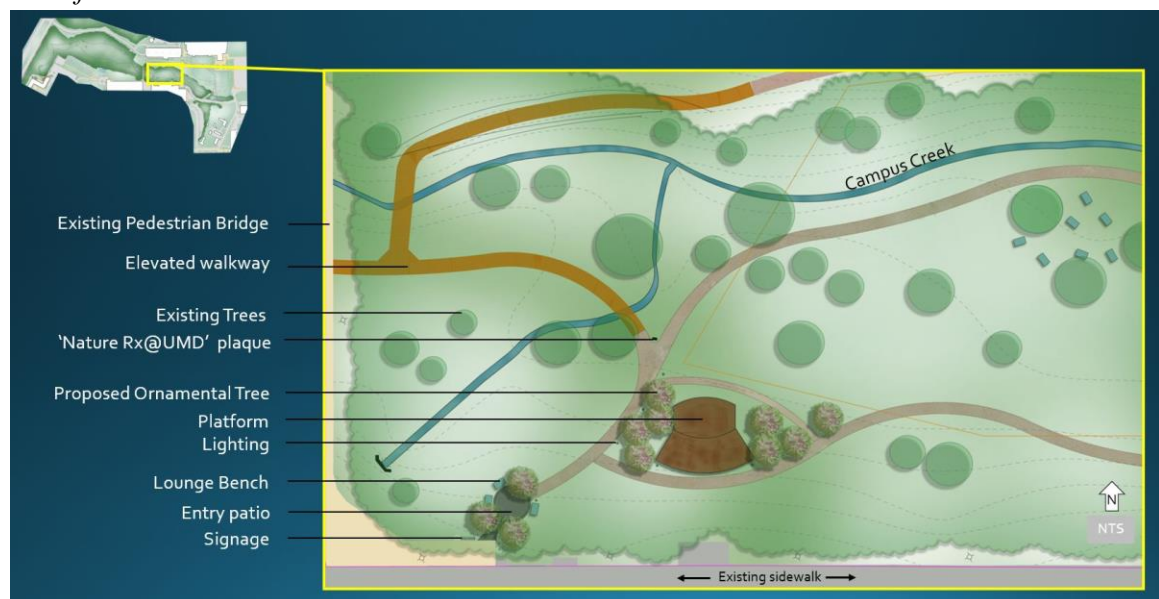 Campus Creek
Existing Pedestrian Bridge
Elevated walkway
Existing Trees
‘Nature Rx@UMD’ plaque
Proposed Ornamental Tree
Platform
Lighting
Lounge Bench
Entry patio
Signage
N
NTS
Existing sidewalk